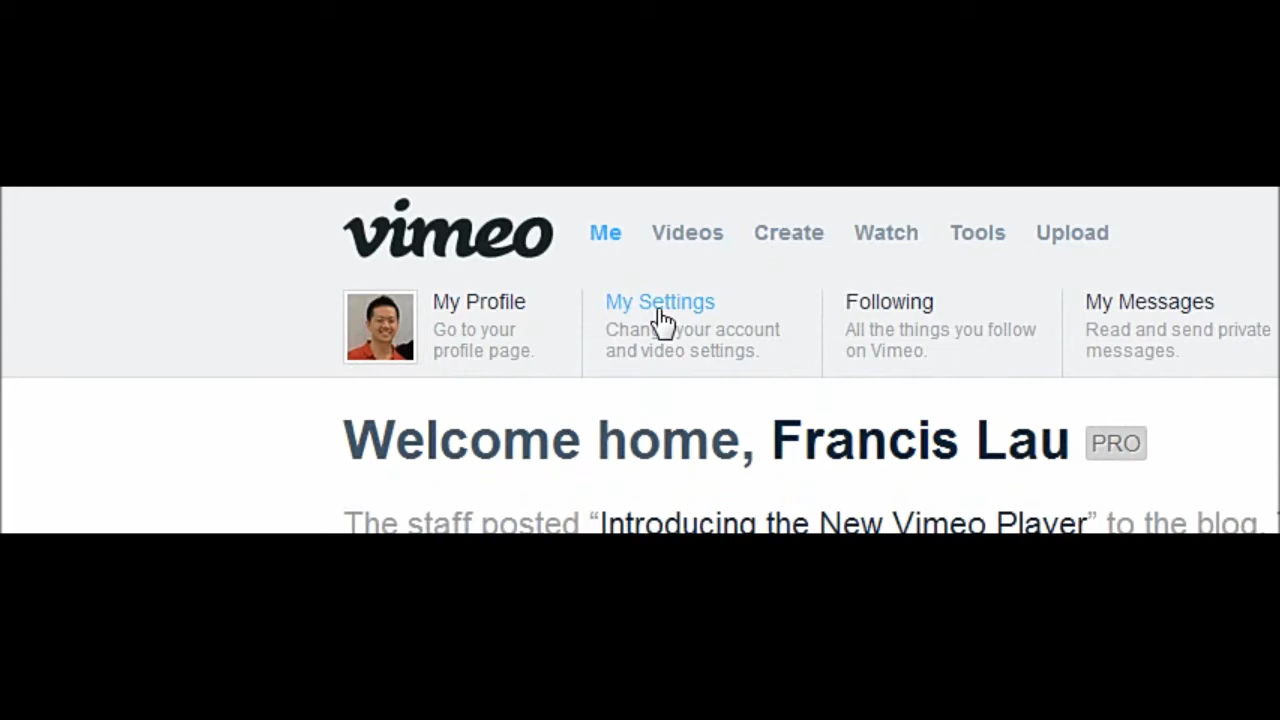 vimeo Me Videos Create Watch Tools Upload
My Profile
Go to your
profile page.
My Settings
Change your account
and video settings.
Following
All the things you follow
on Vimeo.
My Messages
Read and send private
messages.
Welcome home, Francis Lau PRO
The staff posted “Introducing the New Vimeo Player” to the blog.